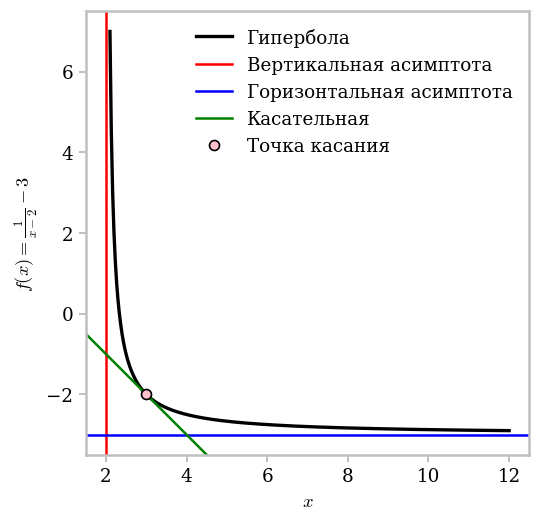 Гипербола
Вертикальная асимптота
Горизонтальная асимптота
Касательная
Точка касания
6
4
2
0
−2
2
4
6
8
10
12
x
f(x) = \frac{1}{x-2} − 3